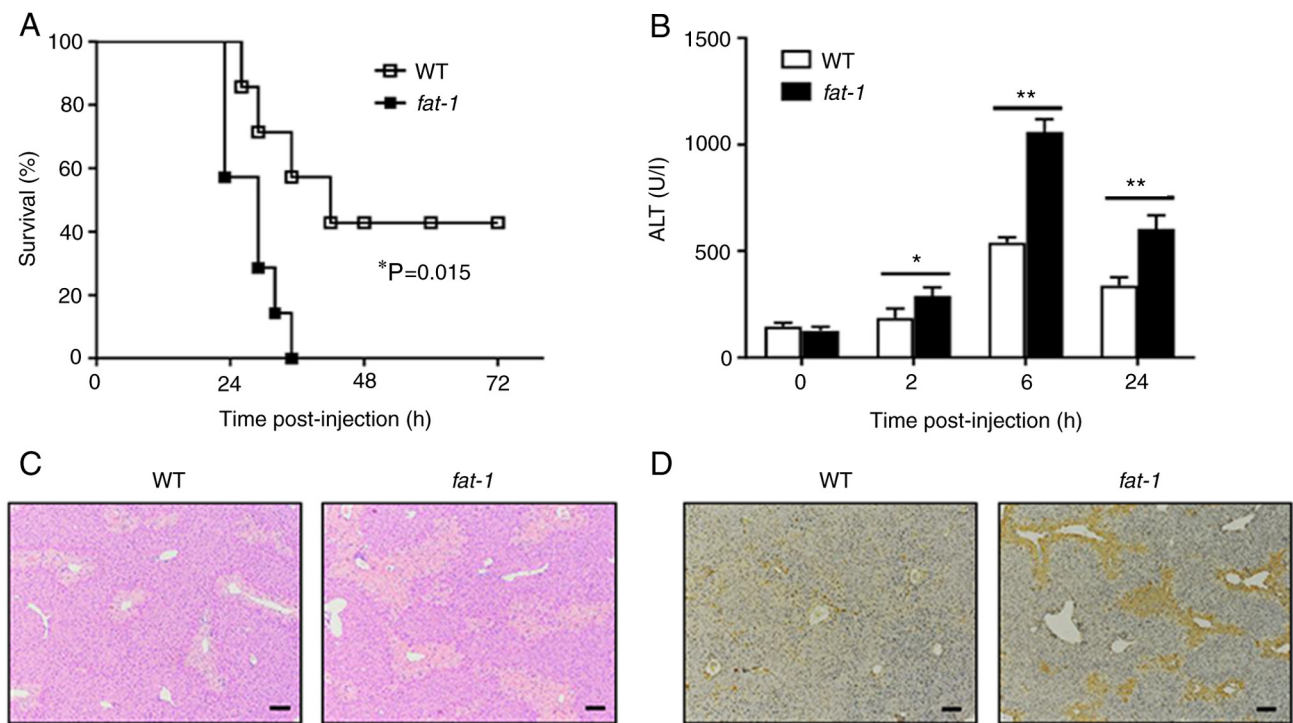 A
100
80
60
40
20
0
Survival (%)
WT
fat-1
*P=0.015
0 24 48 72
Time post-injection (h)
B
1500
1000
500
0
ALT (U/l)
WT
fat-1
* ** **
0 2 6 24
Time post-injection (h)
C
WT fat-1
D
WT fat-1